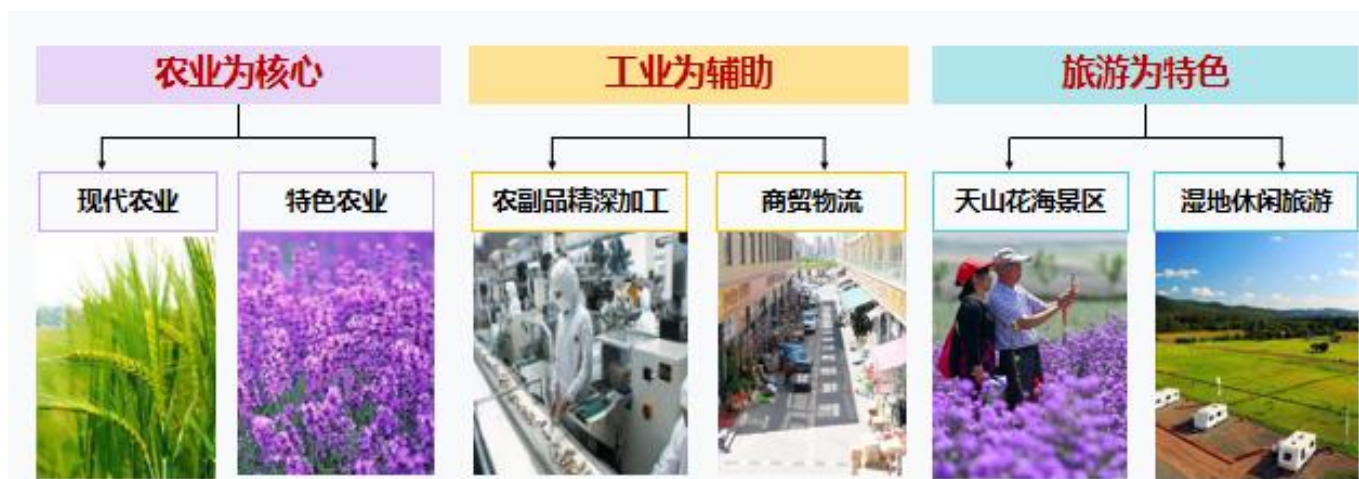 农业为核心
工业为辅助
旅游为特色
现代农业
特色农业
农副品精深加工
商贸物流
天山花海景区
湿地休闲旅游